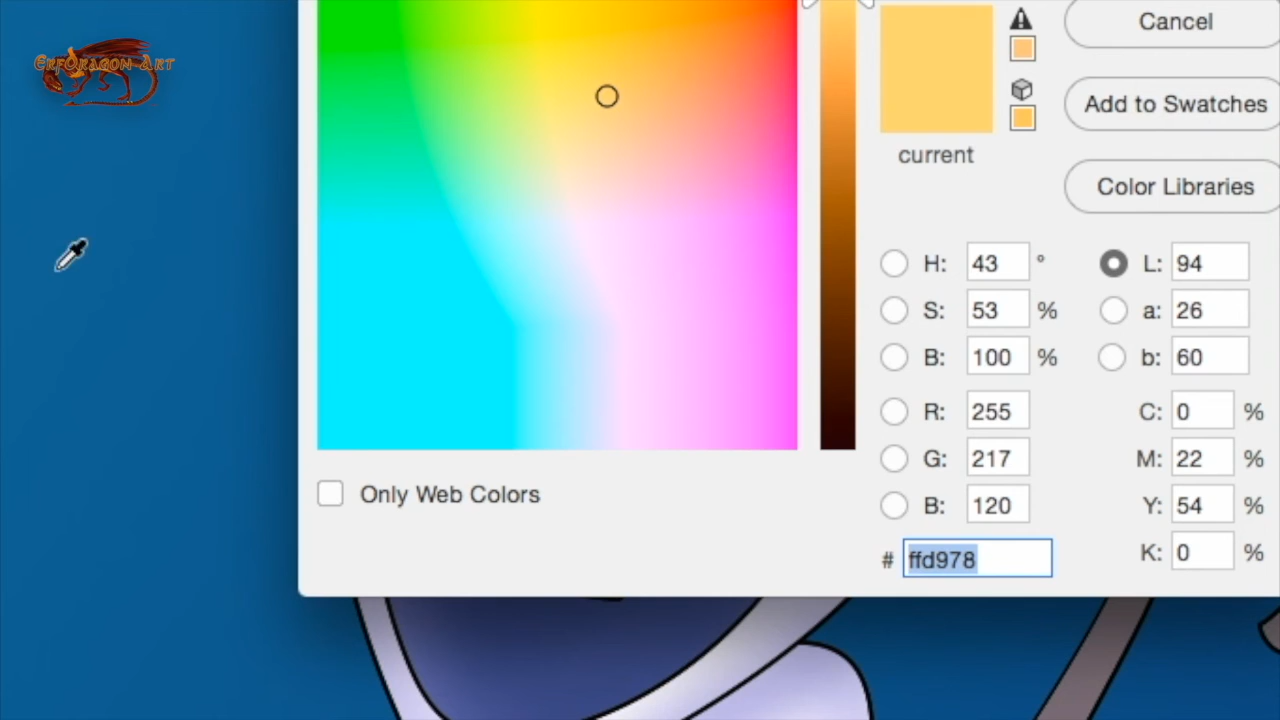 ErfDragon-Art
Cancel
Add to Swatches
current
Color Libraries
H: 43 °
L: 94
S: 53 %
a: 26
B: 100 %
b: 60
R: 255
C: 0 %
G: 217
M: 22 %
Only Web Colors
B: 120
Y: 54 %
# ffd978
K: 0 %